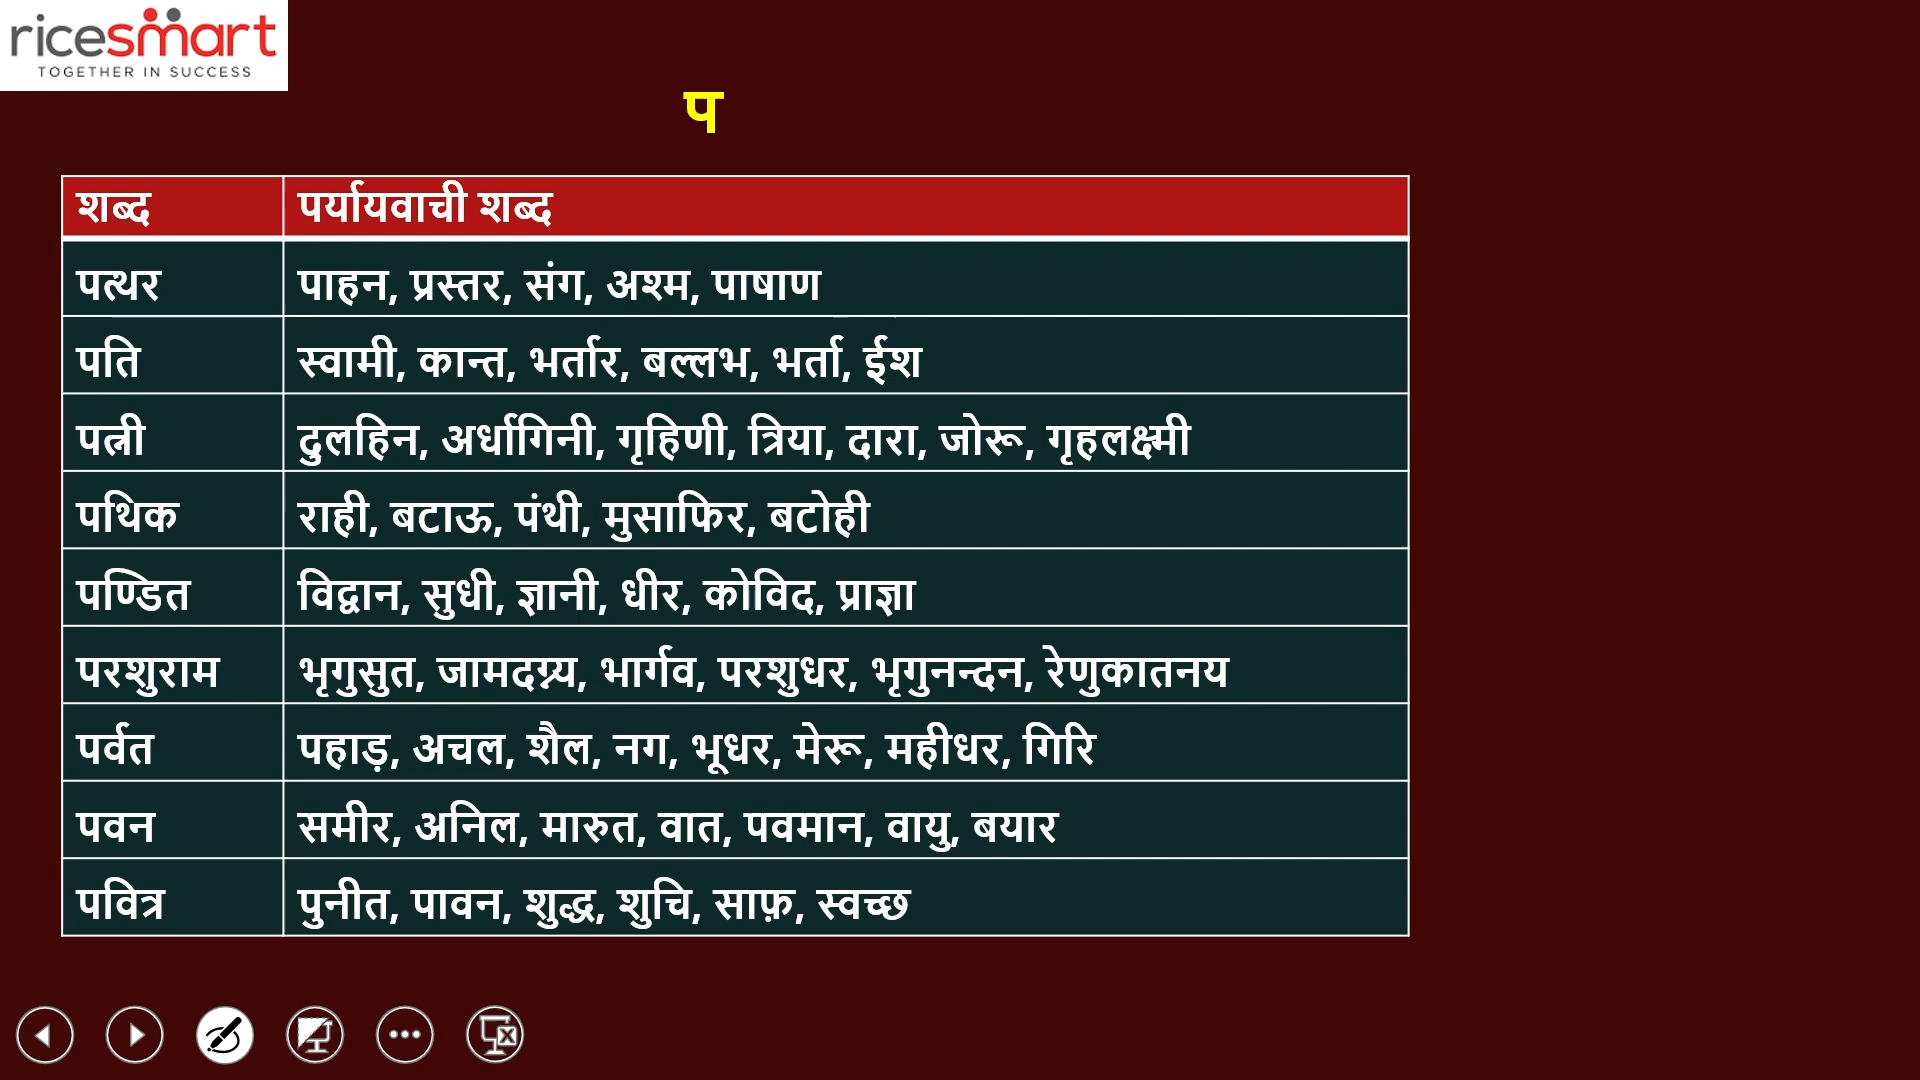 ricesmart
TOGETHER IN SUCCESS
प
शब्द पर्यायवाची शब्द
पत्थर पाहन, प्रस्तर, संग, अश्म, पाषाण
पति स्वामी, कान्त, भर्तार, बल्लभ, भर्ता, ईश
पत्नी दुलहिन, अर्धांगिनी, गृहिणी, त्रिया, दारा, जोरू, गृहलक्ष्मी
पथिक राही, बटाऊ, पंथी, मुसाफिर, बटोही
पण्डित विद्वान, सुधी, ज्ञानी, धीर, कोविद, प्राज्ञा
परशुराम भृगुसुत, जामदग्न्य, भार्गव, परशुधर, भृगुनन्दन, रेणुकातनय
पर्वत पहाड़, अचल, शैल, नग, भूधर, मेरू, महीधर, गिरि
पवन समीर, अनिल, मारुत, वात, पवमान, वायु, बयार
पवित्र पुनीत, पावन, शुद्ध, शुचि, साफ़, स्वच्छ